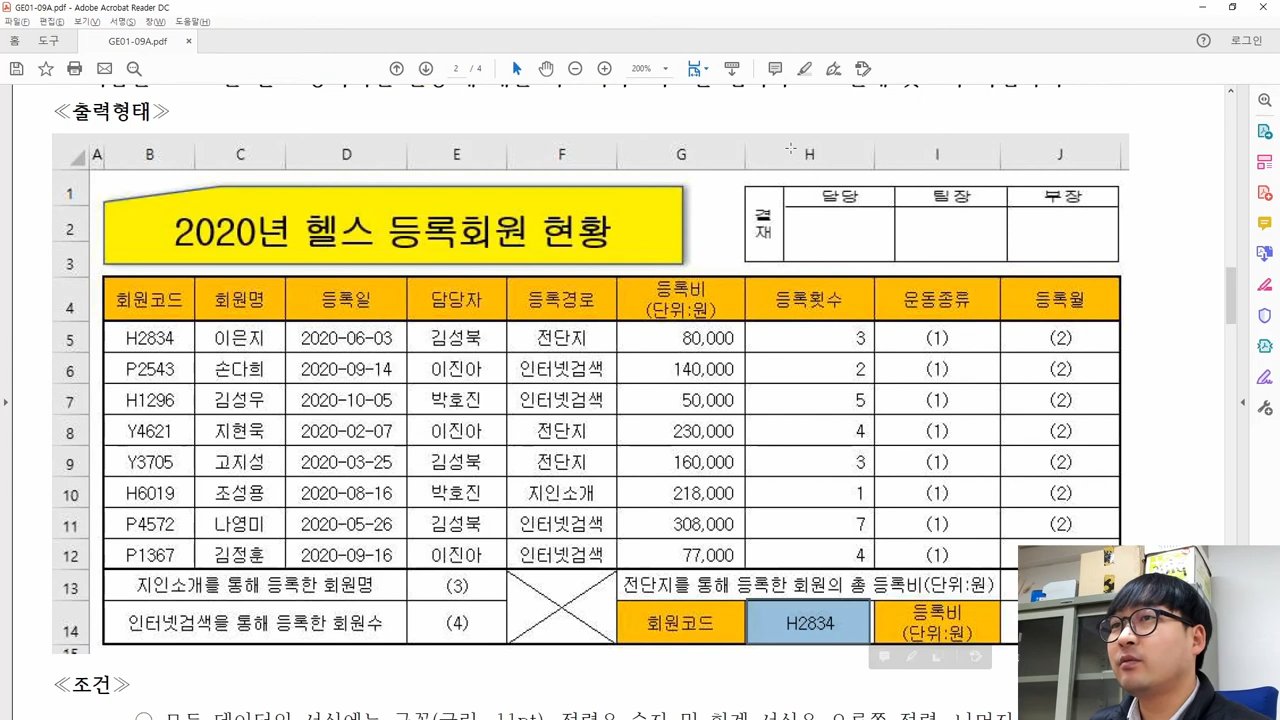 GE01-09A.pdf - Adobe Acrobat Reader DC
파일(F) 편집(E) 보기(V) 서명(S) 창(W) 도움말(H)
홈 도구 GE01-09A.pdf × 로그인
2 / 4 200%
≪출력형태≫
A B C D E F G H I J
1 담당 팀장 부장
2 2020년 헬스 등록회원 현황 결재
3
4 회원코드 회원명 등록일 담당자 등록경로 등록비 (단위:원) 등록횟수 운동종류 등록월
5 H2834 이은지 2020-06-03 김성북 전단지 80,000 3 (1) (2)
6 P2543 손다희 2020-09-14 이진아 인터넷검색 140,000 2 (1) (2)
7 H1296 김성우 2020-10-05 박호진 인터넷검색 50,000 5 (1) (2)
8 Y4621 지현욱 2020-02-07 이진아 전단지 230,000 4 (1) (2)
9 Y3705 고지성 2020-03-25 김성북 전단지 160,000 3 (1) (2)
10 H6019 조성용 2020-08-16 박호진 지인소개 218,000 1 (1) (2)
11 P4572 나영미 2020-05-26 김성북 인터넷검색 308,000 7 (1) (2)
12 P1367 김정훈 2020-09-16 이진아 인터넷검색 77,000 4 (1)
13 지인소개를 통해 등록한 회원명 (3) 전단지를 통해 등록한 회원의 총 등록비(단위:원)
14 인터넷검색을 통해 등록한 회원수 (4) 회원코드 H2834 등록비 (단위:원)
15
≪조건≫